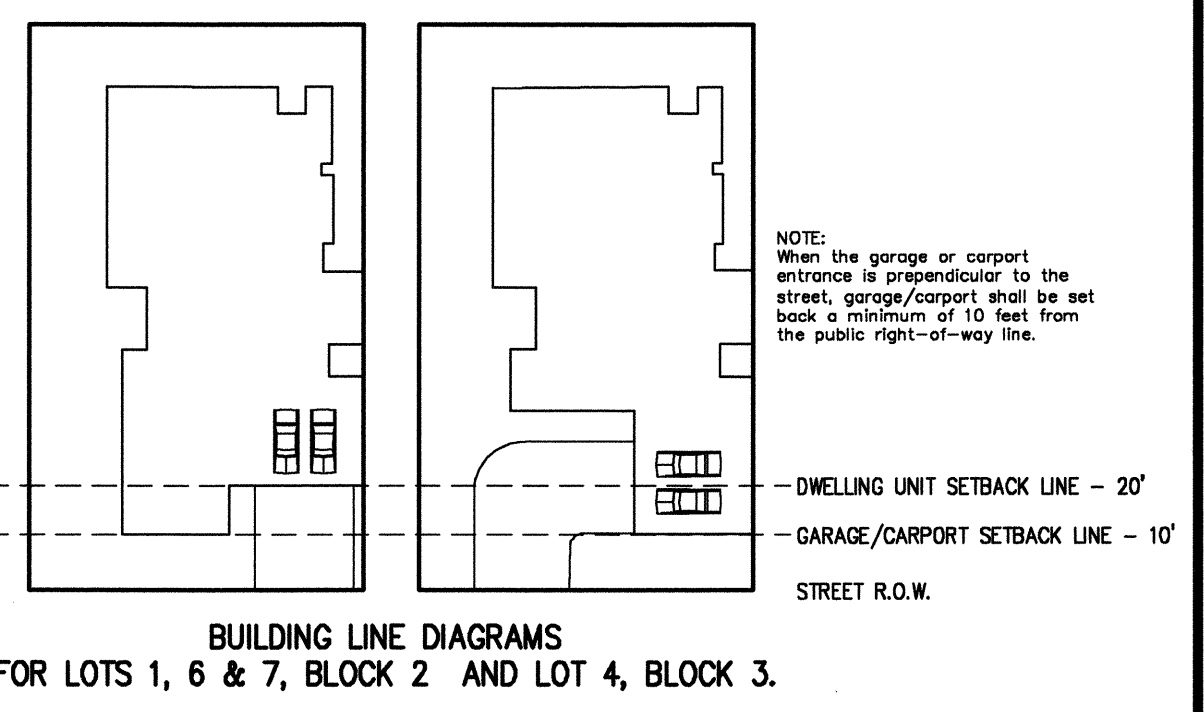 NOTE:
When the garage or carport
entrance is prependicular to the
street, garage/carport shall be set
back a minimum of 10 feet from
the public right-of-way line.
DWELLING UNIT SETBACK LINE - 20'
GARAGE/CARPORT SETBACK LINE - 10'
STREET R.O.W.
BUILDING LINE DIAGRAMS
FOR LOTS 1, 6 & 7, BLOCK 2 AND LOT 4, BLOCK 3.